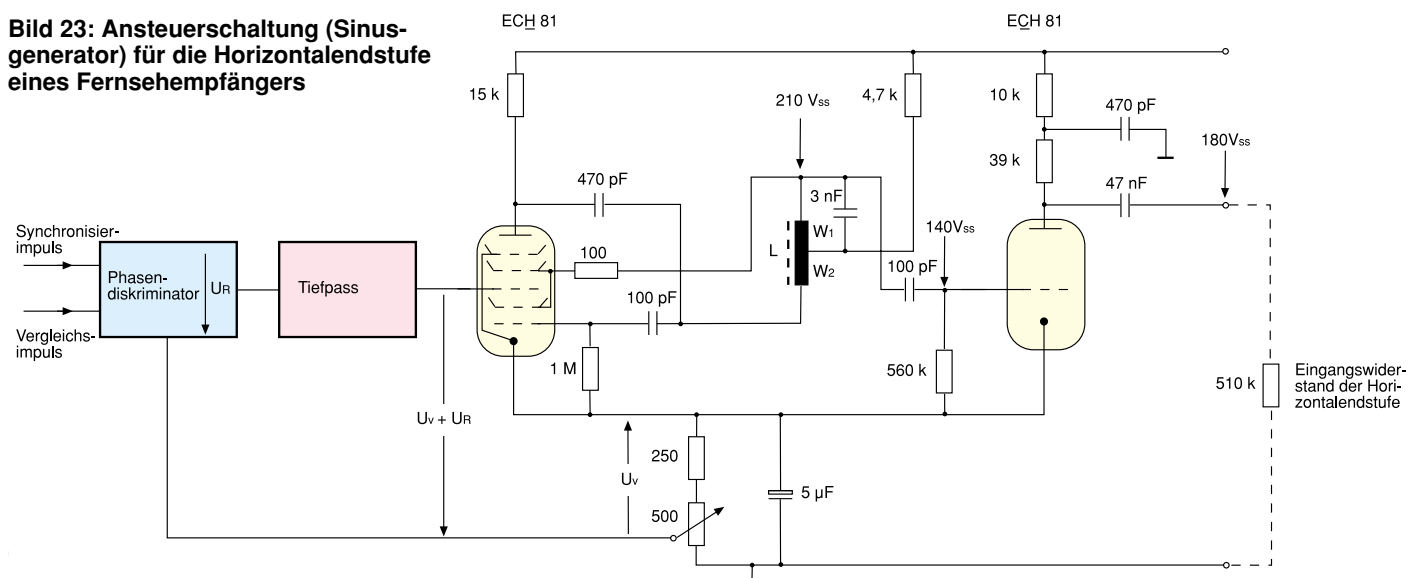 Bild 23: Ansteuerschaltung (Sinus-
generator) für die Horizontalendstufe
eines Fernsehempfängers
ECH 81
ECH 81
15 k
210 Vss
4,7 k
10 k
470 pF
180Vss
39 k
470 pF
3 nF
47 nF
W1
140Vss
L
W2
100
100 pF
100 pF
Synchronisier-
impuls
Phasen-
diskriminator
UR
Tiefpass
Vergleichs-
impuls
1 M
560 k
510 k
Eingangswider-
stand der Hori-
zontalendstufe
Uv + UR
Uv
250
5 µF
500